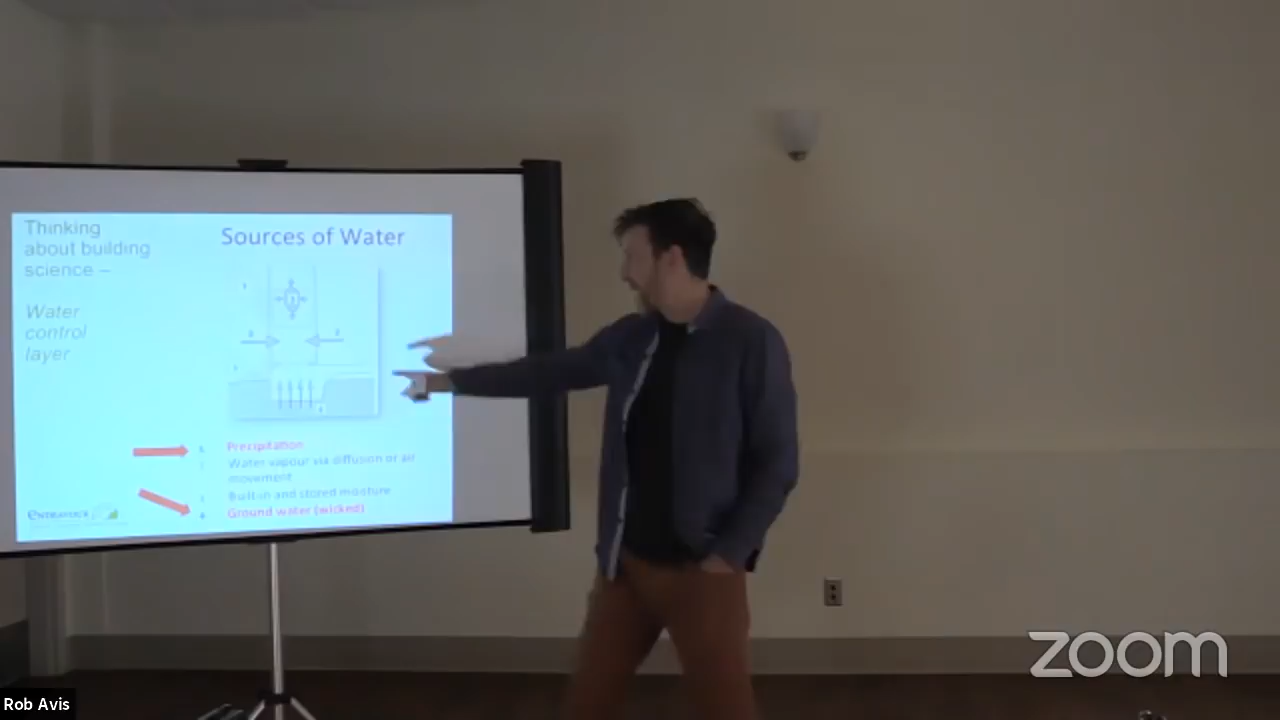 Thinking
about building
science –
Water
control
layer
Sources of Water
Precipitation
Water vapour via diffusion or air
movement
Built-in and stored moisture
Ground water (wicked)
ENDEAVOUR
zoom
Rob Avis